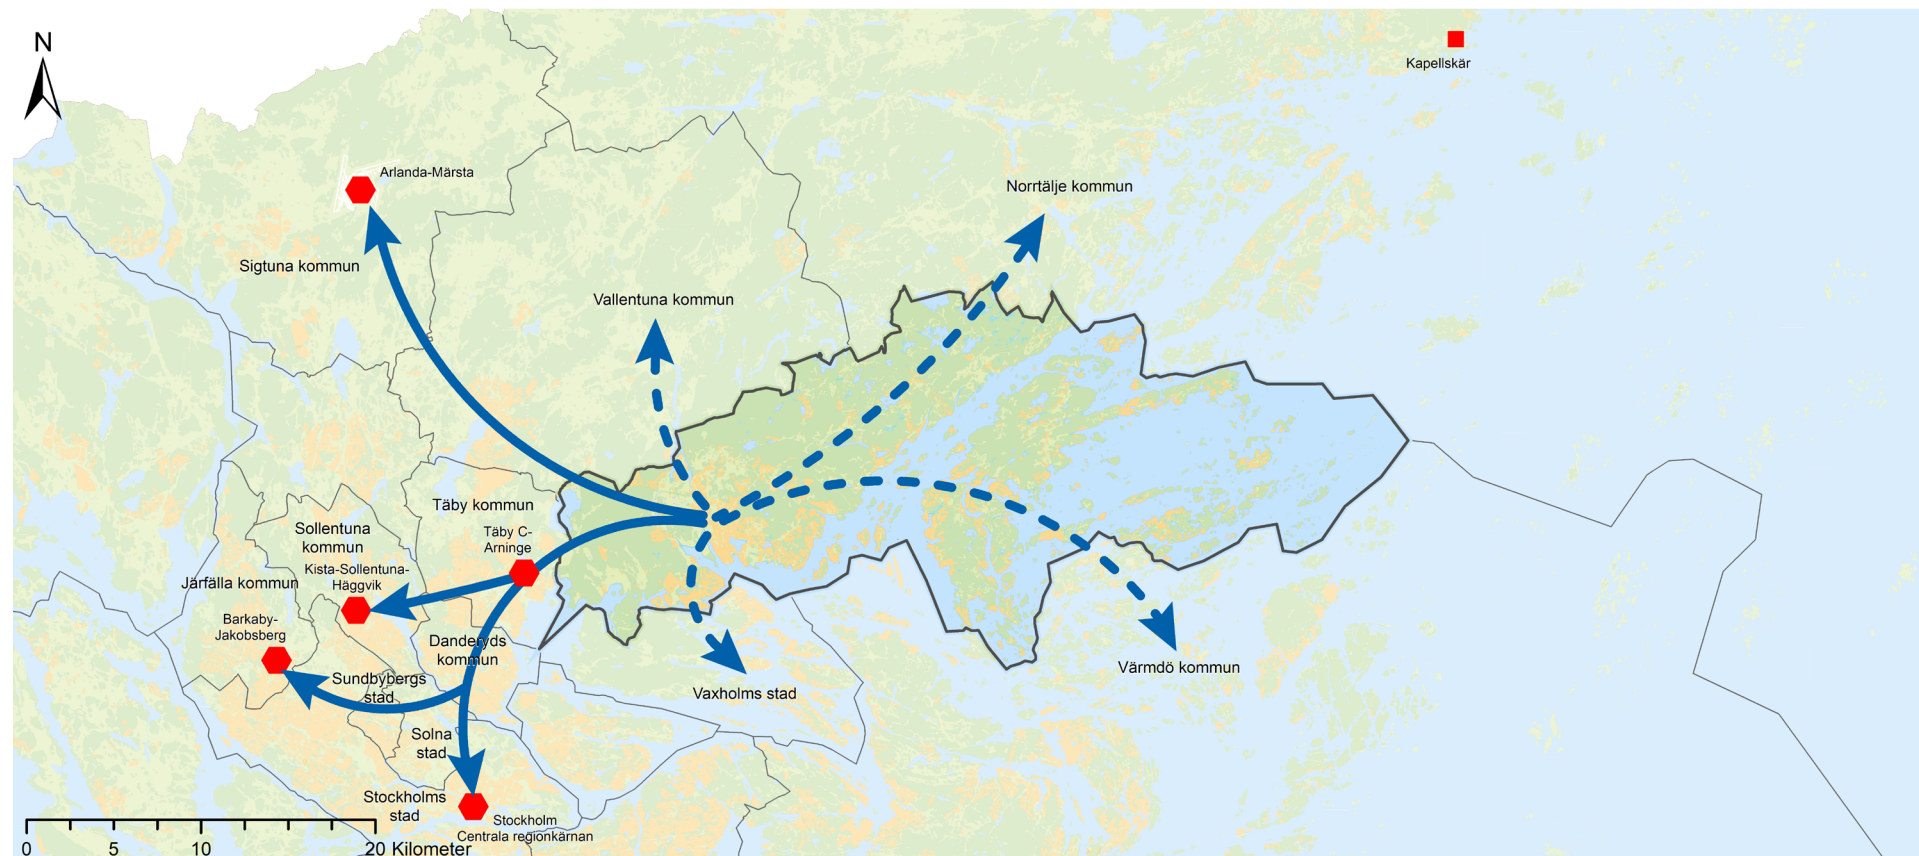 N
Kapellskär
Arlanda-Märsta
Norrtälje kommun
Sigtuna kommun
Vallentuna kommun
Täby kommun
Täby C-
Arninge
Sollentuna
kommun
Kista-Sollentuna-
Häggvik
Järfälla kommun
Barkaby-
Jakobsberg
Danderyds
kommun
Sundbybergs
stad
Vaxholms stad
Värmdö kommun
Solna
stad
Stockholms
stad
Stockholm
Centrala regionkärnan
0 5 10 20 Kilometer